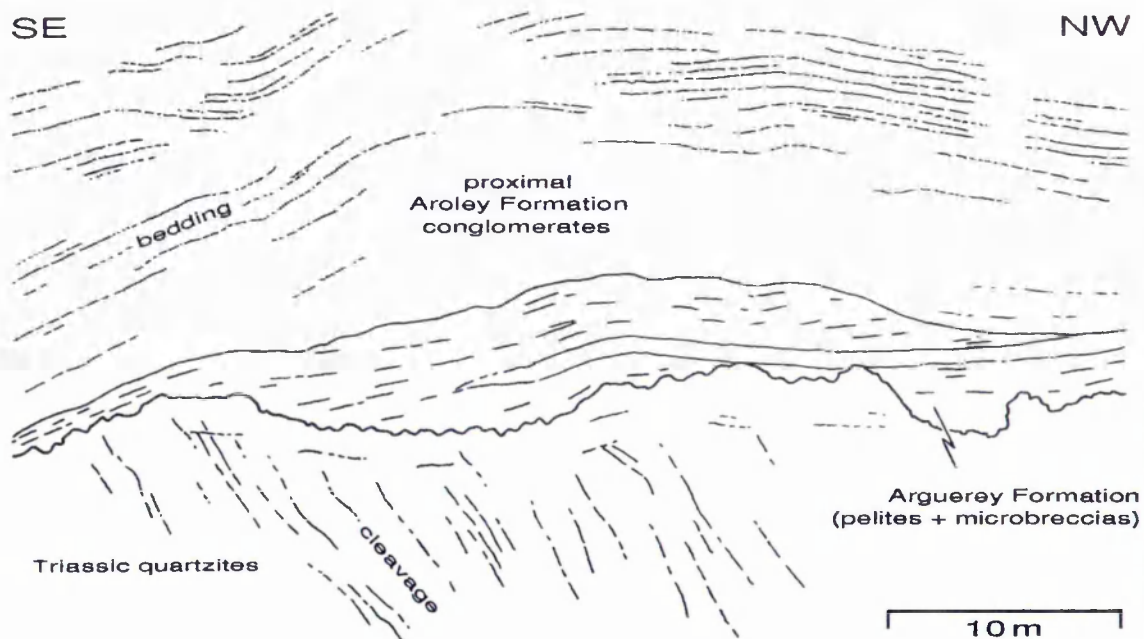 SE
NW
bedding
proximal
Aroley Formation
conglomerates
Arguerey Formation
(pelites + microbreccias)
Triassic quartzites
cleavage
10 m